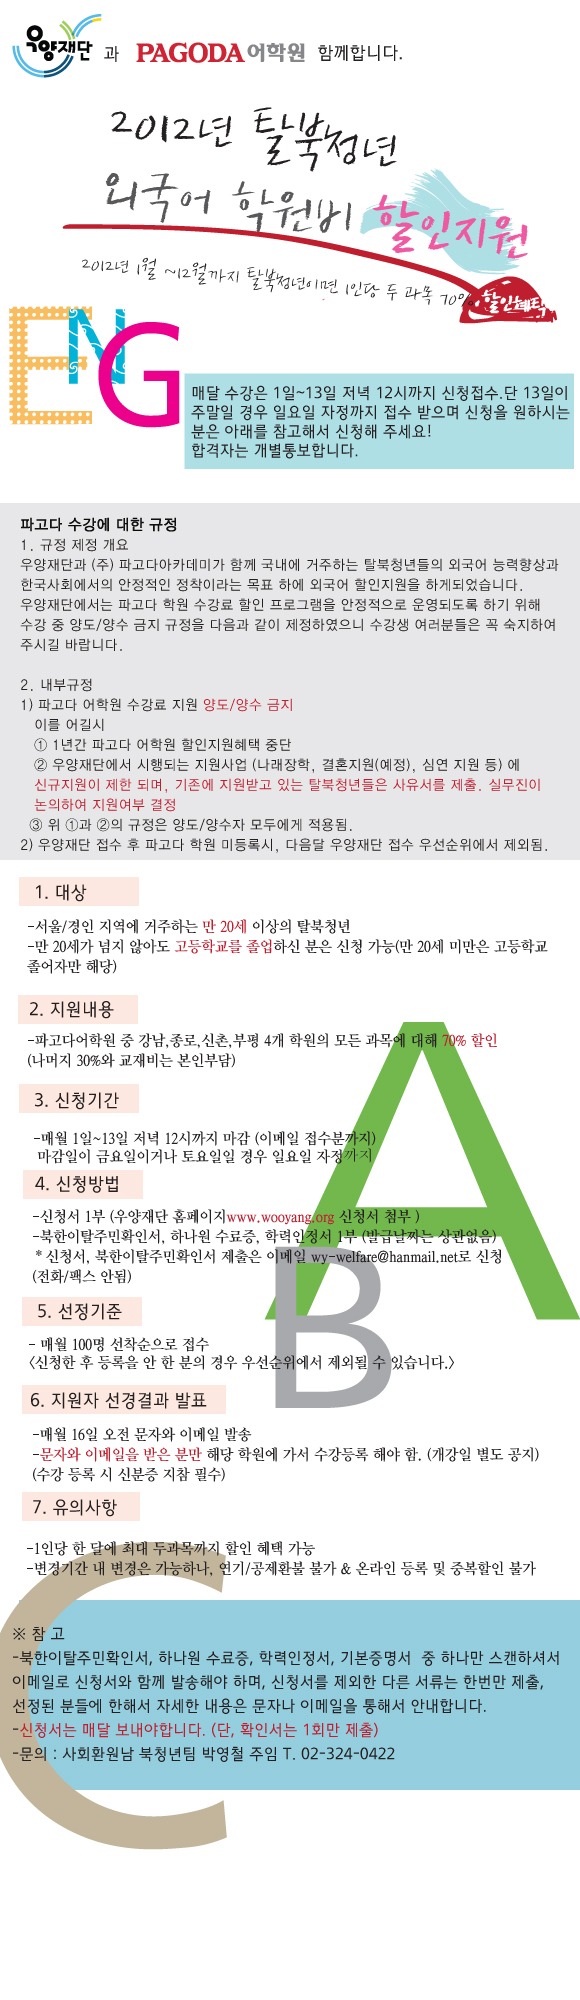 우양재단 과 PAGODA어학원 함께합니다.
2012년 탈북청년
외국어 학원비 할인지원
2012년 1월 ~12월까지 탈북청년이면 1인당 두 과목 70% 할인혜택
ENG
매달 수강은 1일~13일 저녁 12시까지 신청접수.단 13일이
주말일 경우 일요일 자정까지 접수 받으며 신청을 원하시는
분은 아래를 참고해서 신청해 주세요!
합격자는 개별통보합니다.
파고다 수강에 대한 규정
1. 규정 제정 개요
우양재단과 (주) 파고다아카데미가 함께 국내에 거주하는 탈북청년들의 외국어 능력향상과
한국사회에서의 안정적인 정착이라는 목표 하에 외국어 할인지원을 하게되었습니다.
우양재단에서는 파고다 학원 수강료 할인 프로그램을 안정적으로 운영되도록 하기 위해
수강 중 양도/양수 금지 규정을 다음과 같이 제정하였으니 수강생 여러분들은 꼭 숙지하여
주시길 바랍니다.
2. 내부규정
1) 파고다 어학원 수강료 지원 양도/양수 금지
이를 어길시
① 1년간 파고다 어학원 할인지원혜택 중단
② 우양재단에서 시행되는 지원사업 (나래장학, 결혼지원(예정), 심연 지원 등) 에
신규지원이 제한 되며, 기존에 지원받고 있는 탈북청년들은 사유서를 제출. 실무진이
논의하여 지원여부 결정
③ 위 ①과 ②의 규정은 양도/양수자 모두에게 적용됨.
2) 우양재단 접수 후 파고다 학원 미등록시, 다음달 우양재단 접수 우선순위에서 제외됨.
1. 대상
-서울/경인 지역에 거주하는 만 20세 이상의 탈북청년
-만 20세가 넘지 않아도 고등학교를 졸업하신 분은 신청 가능(만 20세 미만은 고등학교
졸어자만 해당)
2. 지원내용
-파고다어학원 중 강남,종로,신촌,부평 4개 학원의 모든 과목에 대해 70% 할인
(나머지 30%와 교재비는 본인부담)
3. 신청기간
-매월 1일~13일 저녁 12시까지 마감 (이메일 접수분까지)
마감일이 금요일이거나 토요일일 경우 일요일 자정까지
4. 신청방법
-신청서 1부 (우양재단 홈페이지www.wooyang.org 신청서 첨부 )
-북한이탈주민확인서, 하나원 수료증, 학력인정서 1부 (발급날짜는 상관없음)
* 신청서, 북한이탈주민확인서 제출은 이메일 wy-welfare@hanmail.net로 신청
(전화/팩스 안됨)
5. 선정기준
- 매월 100명 선착순으로 접수
<신청한 후 등록을 안 한 분의 경우 우선순위에서 제외될 수 있습니다.>
6. 지원자 선경결과 발표
-매월 16일 오전 문자와 이메일 발송
-문자와 이메일을 받은 분만 해당 학원에 가서 수강등록 해야 함. (개강일 별도 공지)
(수강 등록 시 신분증 지참 필수)
7. 유의사항
-1인당 한 달에 최대 두과목까지 할인 혜택 가능
-변경기간 내 변경은 가능하나, 연기/공제환불 불가 & 온라인 등록 및 중복할인 불가
A
B
C
※ 참 고
-북한이탈주민확인서, 하나원 수료증, 학력인정서, 기본증명서 중 하나만 스캔하셔서
이메일로 신청서와 함께 발송해야 하며, 신청서를 제외한 다른 서류는 한번만 제출,
선정된 분들에 한해서 자세한 내용은 문자나 이메일을 통해서 안내합니다.
-신청서는 매달 보내야합니다. (단, 확인서는 1회만 제출)
-문의 : 사회환원남 북청년팀 박영철 주임 T. 02-324-0422